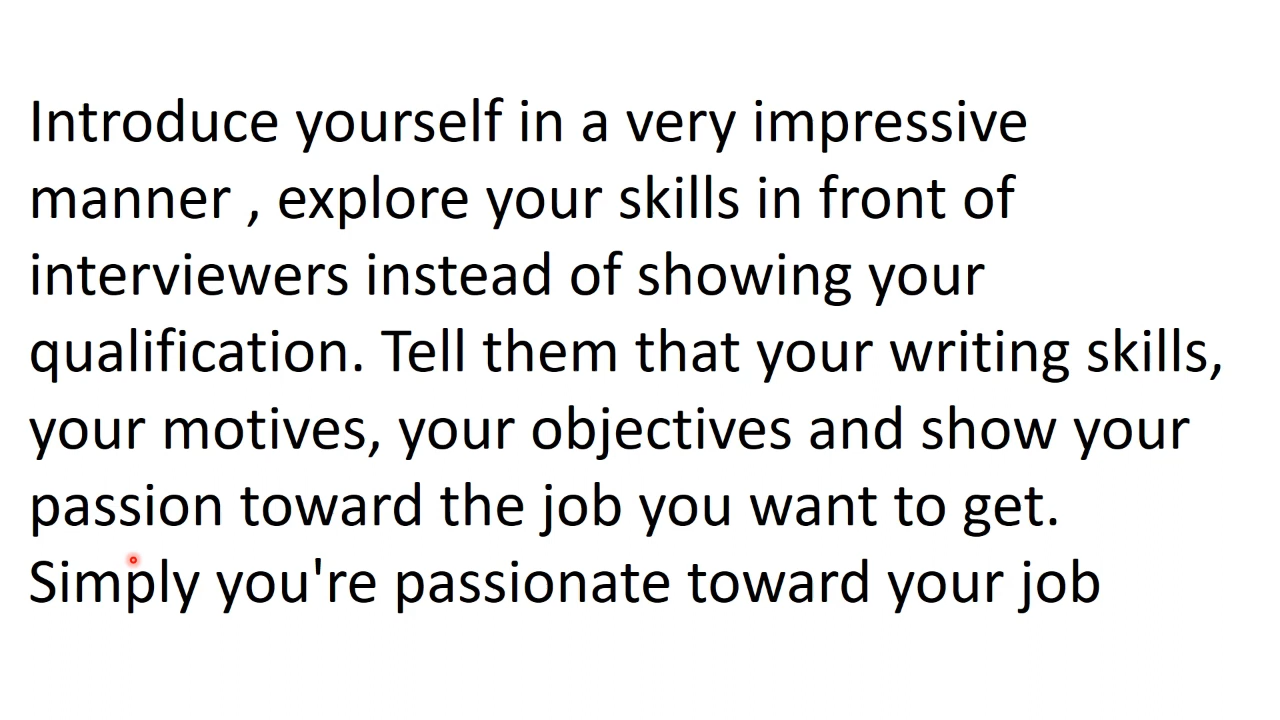 Introduce yourself in a very impressive
manner , explore your skills in front of
interviewers instead of showing your
qualification. Tell them that your writing skills,
your motives, your objectives and show your
passion toward the job you want to get.
Simply you're passionate toward your job